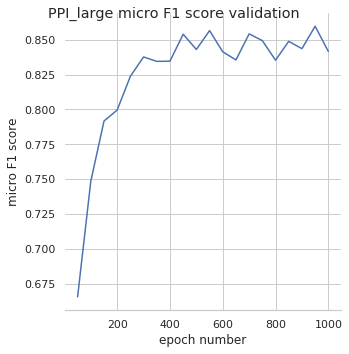 PPI_large micro F1 score validation
micro F1 score
0.850
0.825
0.800
0.775
0.750
0.725
0.700
0.675
200 400 600 800 1000
epoch number